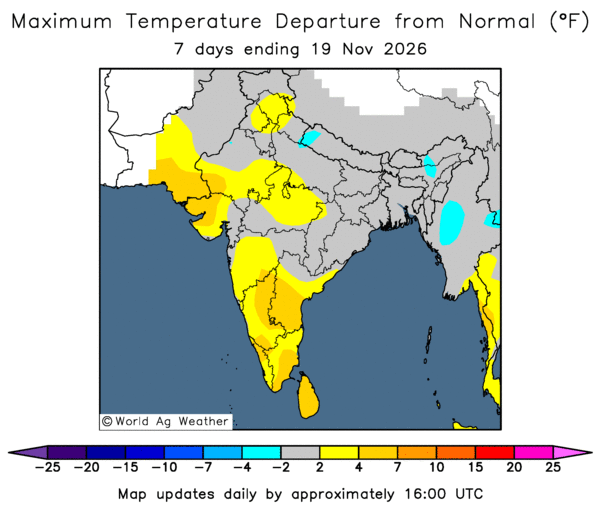 Maximum Temperature Departure from Normal (°F)
7 days ending 19 Nov 2026
©World Ag Weather
−25 −20 −15 −10 −7 −4 −2 2 4 7 10 15 20 25
Map updates daily by approximately 16:00 UTC